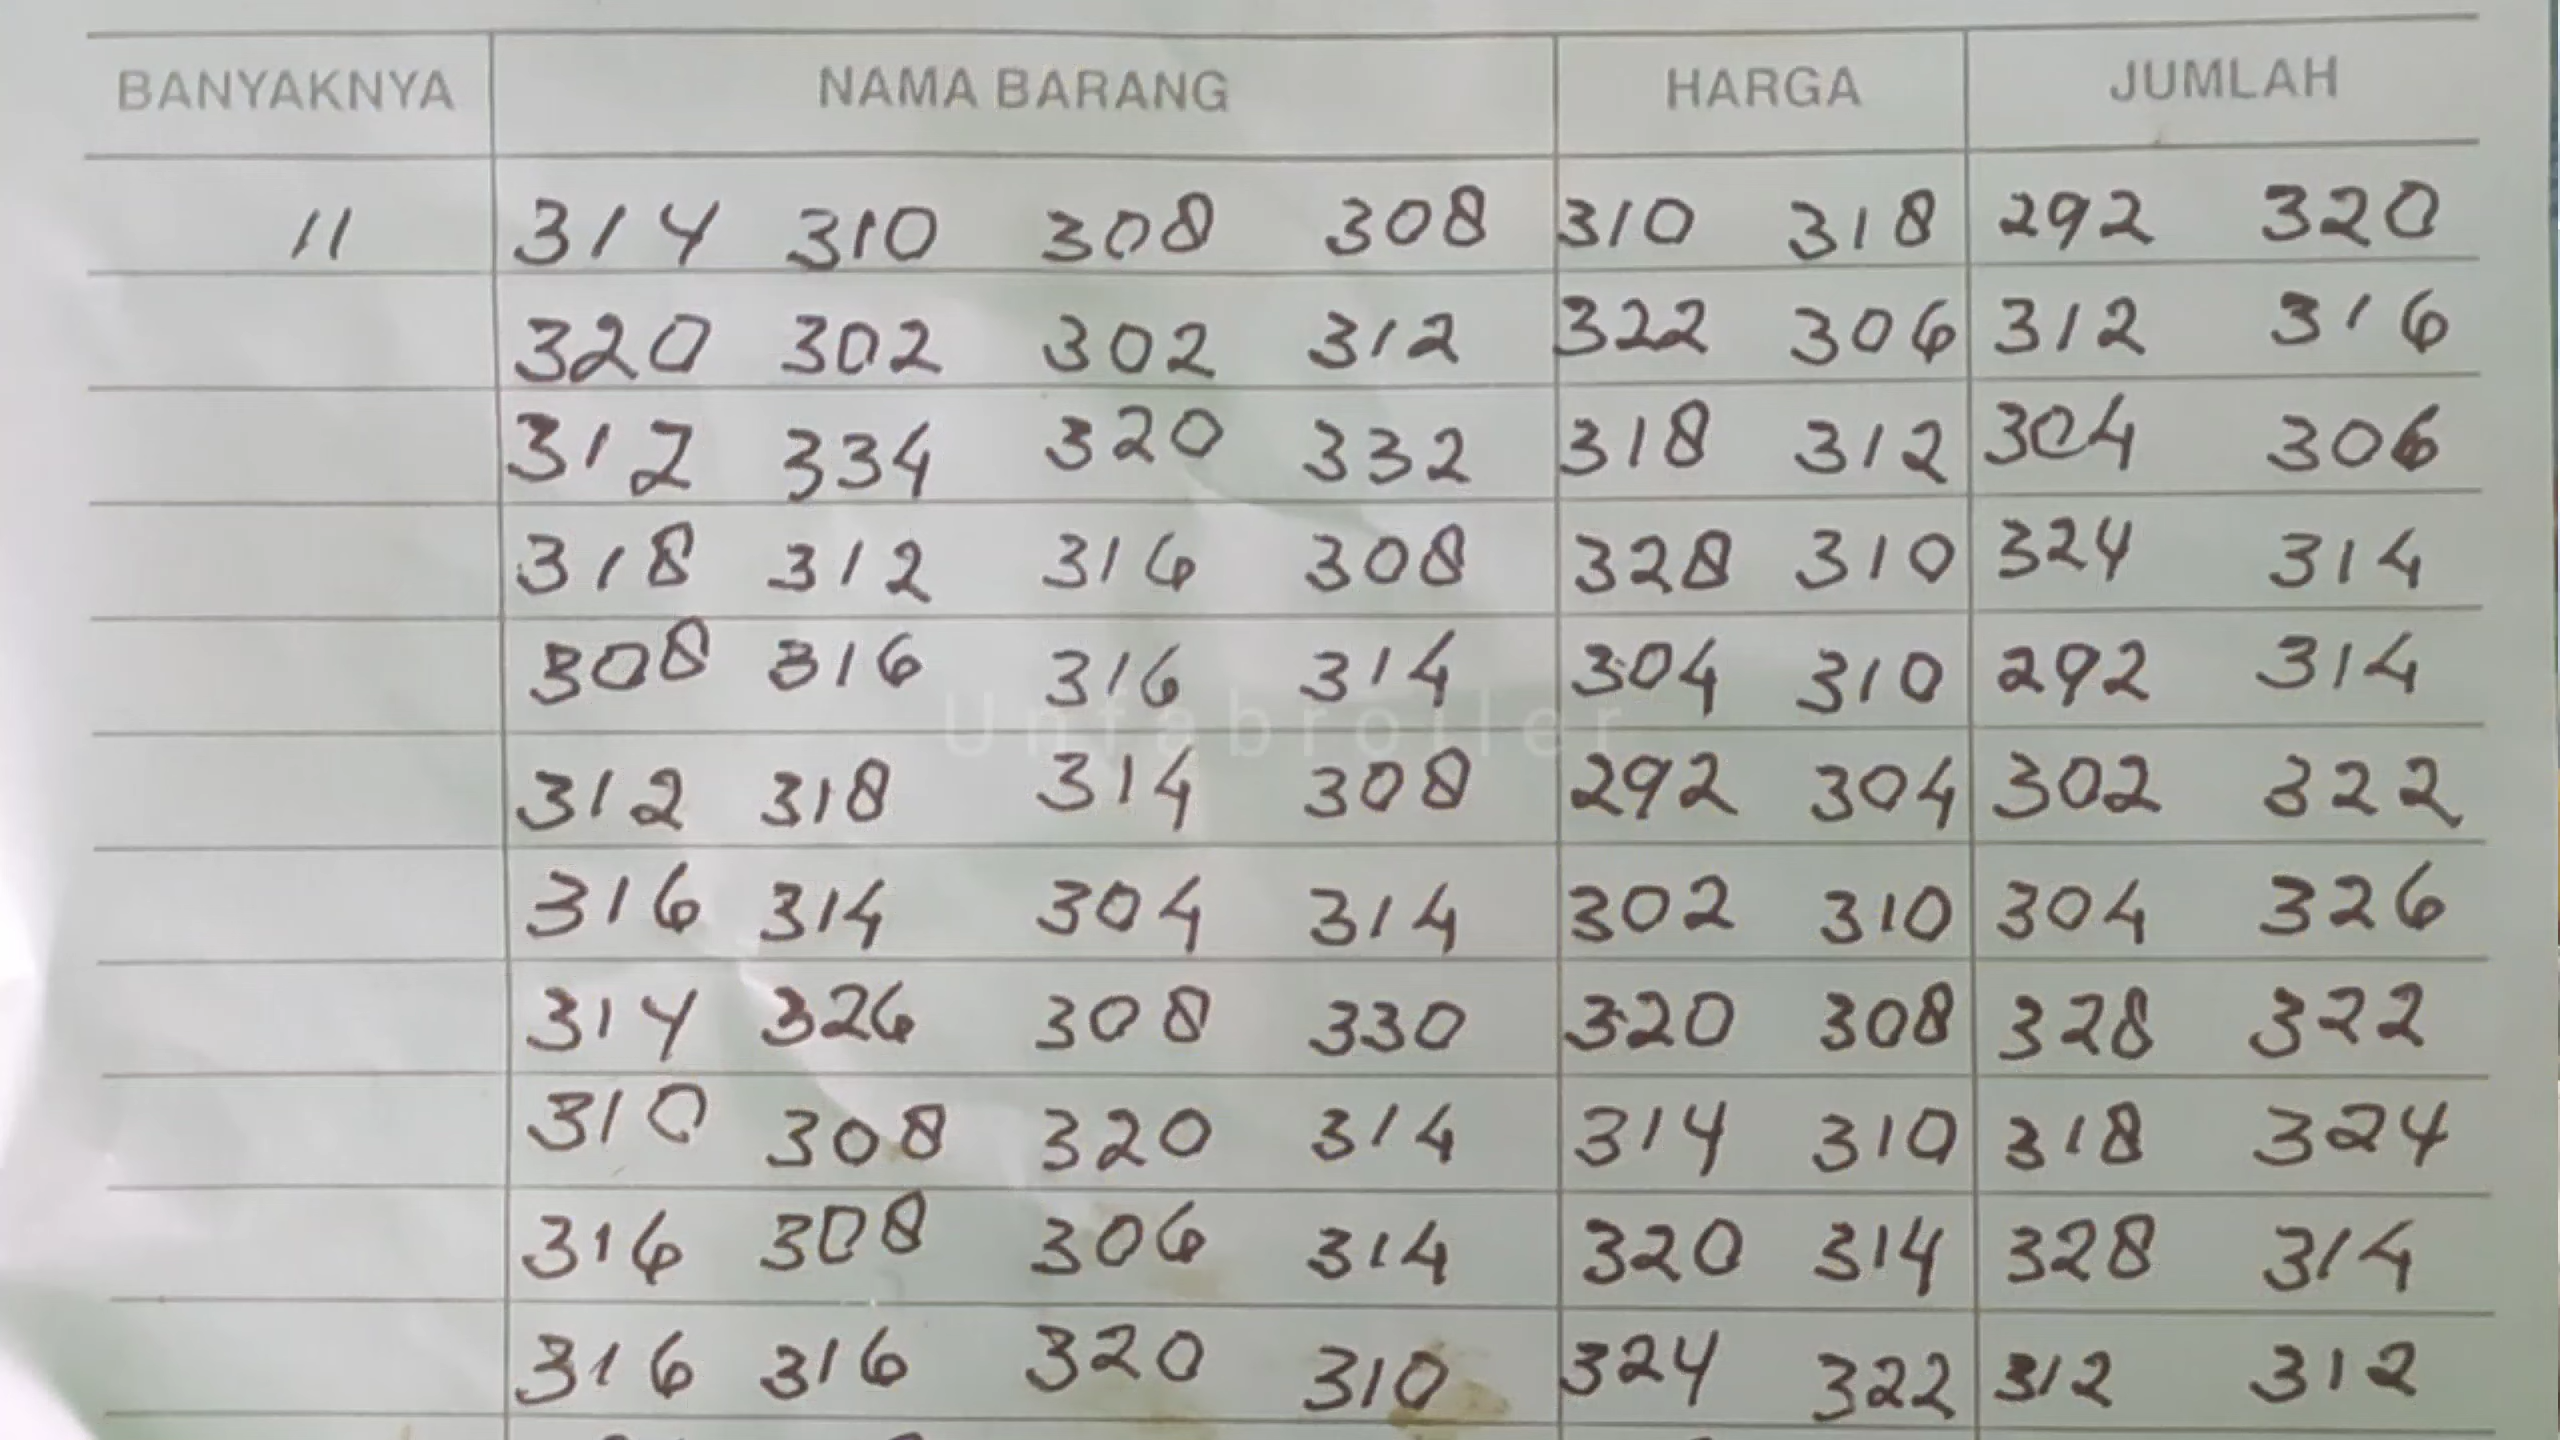 BANYAKNYA NAMA BARANG HARGA JUMLAH
11 314 310 308 308 310 318 292 320
320 302 302 312 322 306 312 316
312 334 320 332 318 312 304 306
318 312 316 308 328 310 324 314
308 316 316 314 304 310 292 314
Unfabroiler
312 318 314 308 292 304 302 322
316 314 304 314 302 310 304 326
314 326 308 330 320 308 328 322
310 308 320 314 314 310 318 324
316 308 306 314 320 314 328 314
316 316 320 310 324 322 312 312